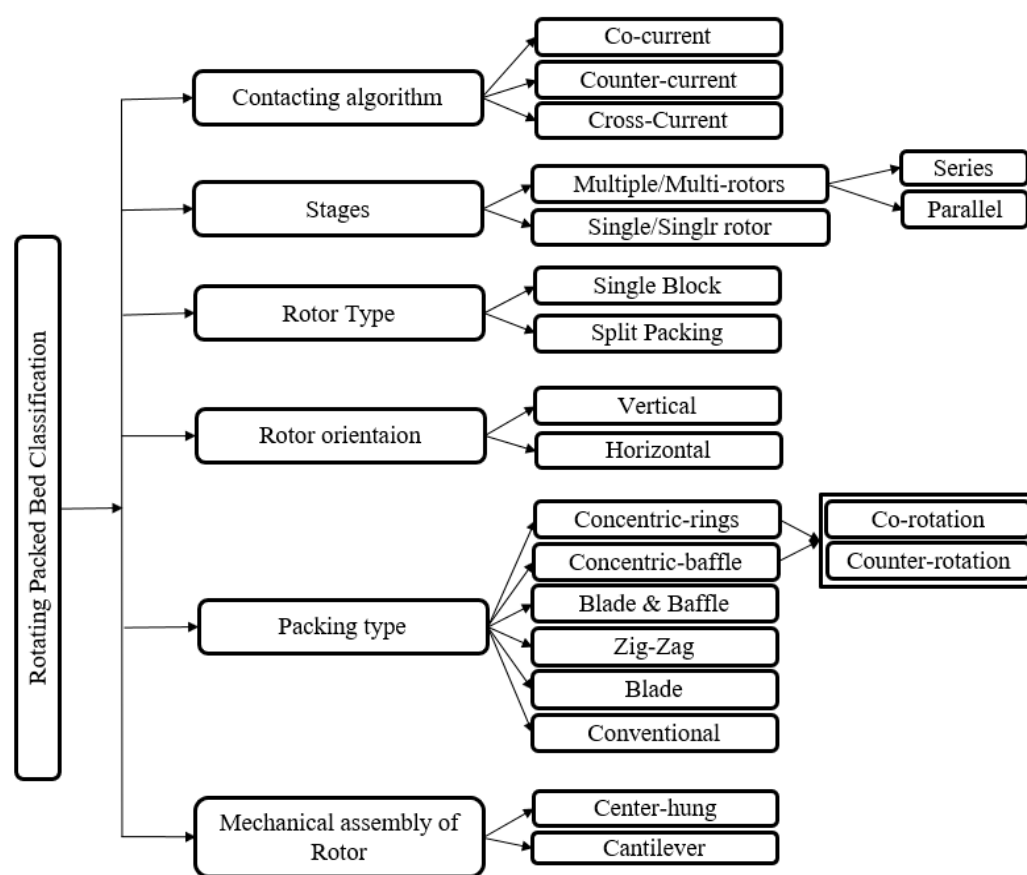 Rotating Packed Bed Classification
Contacting algorithm
Co-current
Counter-current
Cross-Current
Stages
Multiple/Multi-rotors
Series
Parallel
Single/Singlr rotor
Rotor Type
Single Block
Split Packing
Rotor orientaion
Vertical
Horizontal
Packing type
Concentric-rings
Concentric-baffle
Co-rotation
Counter-rotation
Blade & Baffle
Zig-Zag
Blade
Conventional
Mechanical assembly of
Rotor
Center-hung
Cantilever